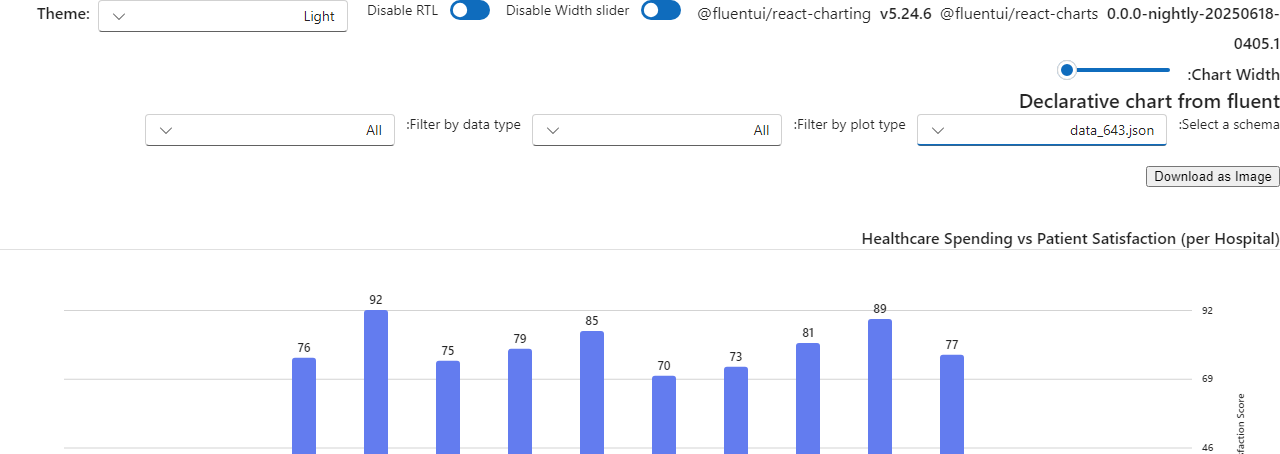 Theme: Light Disable RTL Disable Width slider @fluentui/react-charting v5.24.6 @fluentui/react-charts 0.0.0-nightly-20250618-
0405.1
:Chart Width
Declarative chart from fluent
:Select a schema data_643.json :Filter by plot type All :Filter by data type All
Download as Image
Healthcare Spending vs Patient Satisfaction (per Hospital)
92
76
75
79
85
70
73
81
89
77
92
69
46